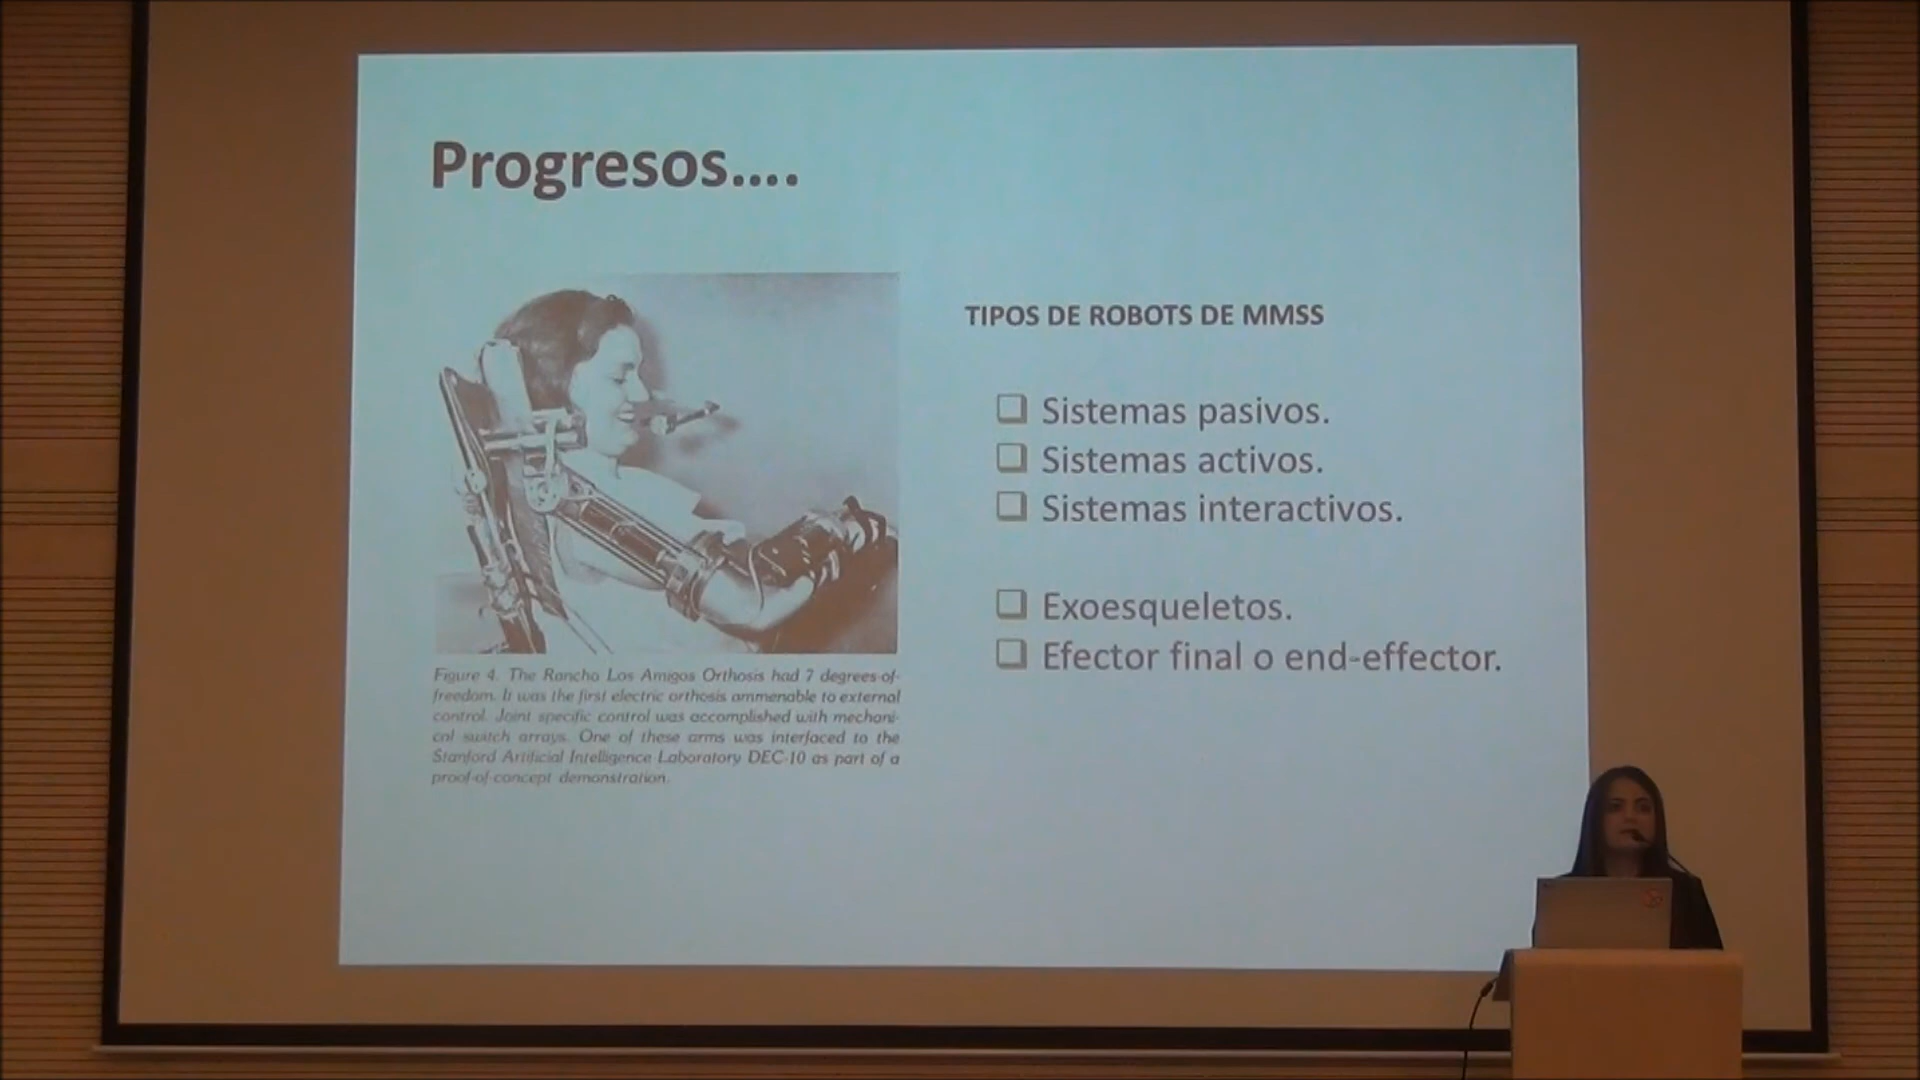 Progresos....
Figure 4. The Rancho Los Amigos Orthosis had 7 degrees-of-
freedom. It was the first electric orthosis ammenable to external
control. Joint specific control was accomplished with mechani-
cal switch arrays. One of these arms was interfaced to the
Stanford Artificial Intelligence Laboratory DEC-10 as part of a
proof-of-concept demonstration.
TIPOS DE ROBOTS DE MMSS
Sistemas pasivos.
Sistemas activos.
Sistemas interactivos.
Exoesqueletos.
Efector final o end-effector.